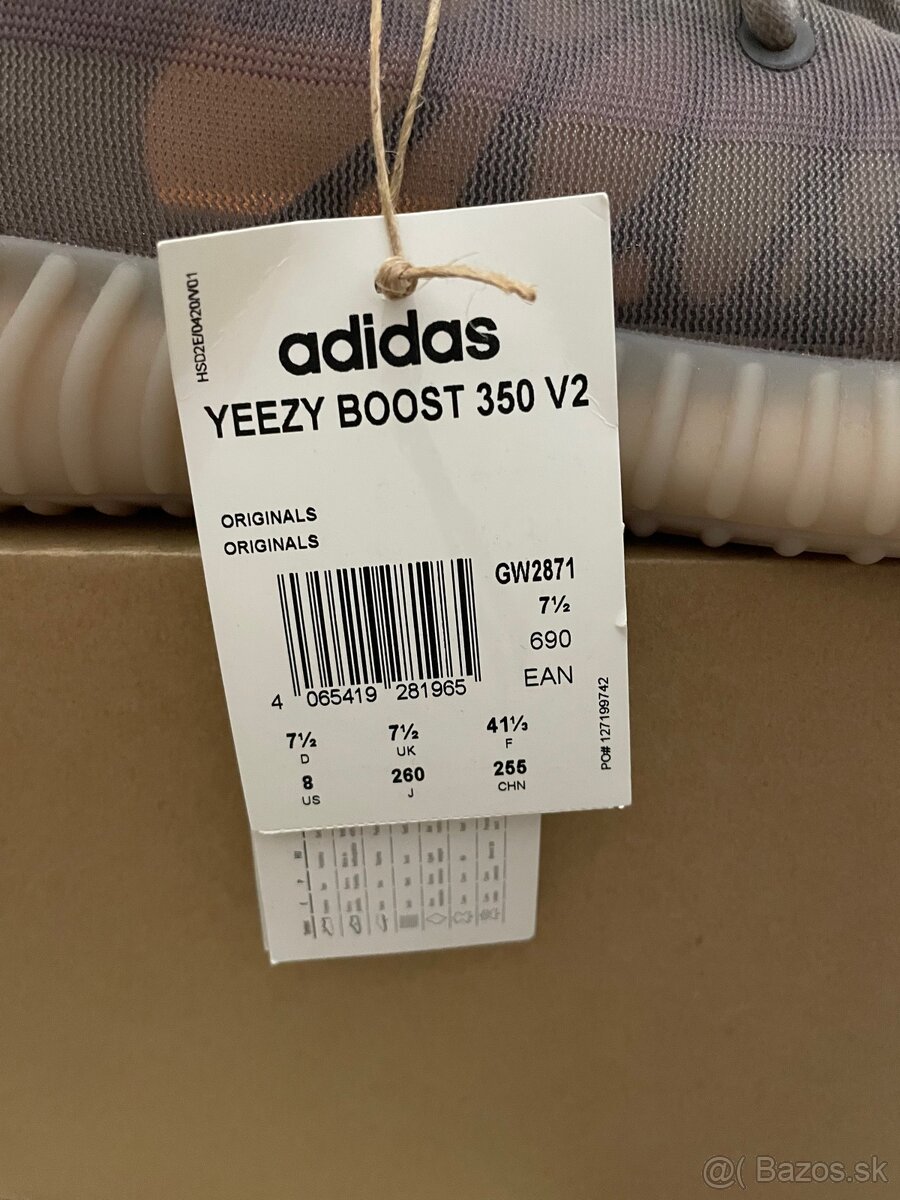 HSD2E/0420/V01
adidas
YEEZY BOOST 350 V2
ORIGINALS
ORIGINALS
GW2871
7½
690
EAN
4 065419 281965
PO# 127199742
7½ 7½ 41⅓
D UK F
8 260 255
US J CHN
@( Bazos.sk